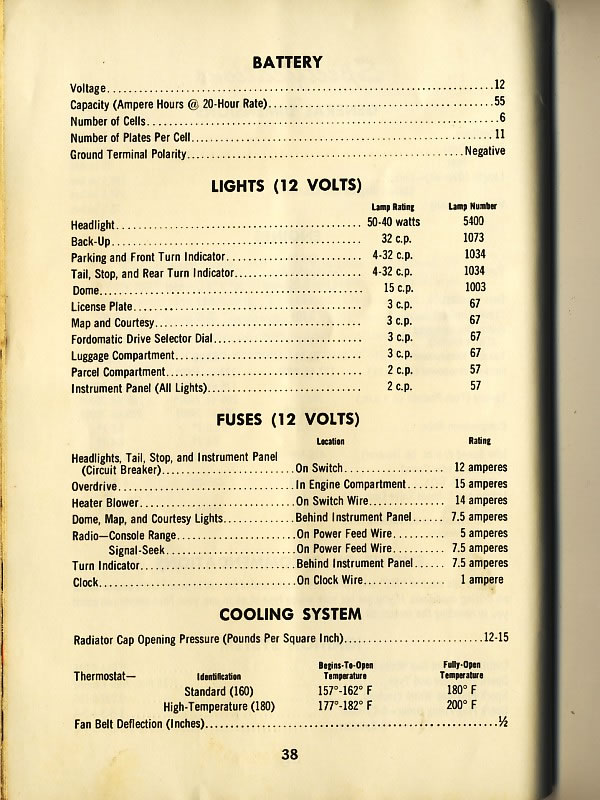 BATTERY
Voltage...12
Capacity (Ampere Hours @ 20-Hour Rate)...55
Number of Cells...6
Number of Plates Per Cell...11
Ground Terminal Polarity...Negative
LIGHTS (12 VOLTS)
Lamp Rating Lamp Number
Headlight...50-40 watts 5400
Back-Up...32 c.p. 1073
Parking and Front Turn Indicator...4-32 c.p. 1034
Tail, Stop, and Rear Turn Indicator...4-32 c.p. 1034
Dome...15 c.p. 1003
License Plate...3 c.p. 67
Map and Courtesy...3 c.p. 67
Fordomatic Drive Selector Dial...3 c.p. 67
Luggage Compartment...3 c.p. 67
Parcel Compartment...2 c.p. 57
Instrument Panel (All Lights)...2 c.p. 57
FUSES (12 VOLTS)
Location Rating
Headlights, Tail, Stop, and Instrument Panel
(Circuit Breaker)...On Switch...12 amperes
Overdrive...In Engine Compartment...15 amperes
Heater Blower...On Switch Wire...14 amperes
Dome, Map, and Courtesy Lights...Behind Instrument Panel...7.5 amperes
Radio—Console Range...On Power Feed Wire...5 amperes
Signal-Seek...On Power Feed Wire...7.5 amperes
Turn Indicator...Behind Instrument Panel...7.5 amperes
Clock...On Clock Wire...1 ampere
COOLING SYSTEM
Radiator Cap Opening Pressure (Pounds Per Square Inch)...12-15
Begins-To-Open Fully-Open
Thermostat— Identification Temperature Temperature
Standard (160) 157°-162° F 180° F
High-Temperature (180) 177°-182° F 200° F
Fan Belt Deflection (Inches)...½
38